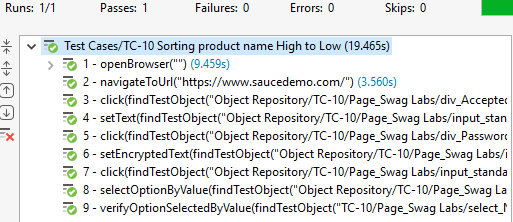 Runs: 1/1 Passes: 1 Failures: 0 Errors: 0 Skips: 0
Test Cases/TC-10 Sorting product name High to Low (19.465s)
1 - openBrowser("") (9.459s)
2 - navigateToUrl("https://www.saucedemo.com/") (3.560s)
3 - click(findTestObject("Object Repository/TC-10/Page_Swag Labs/div_Accepted
4 - setText(findTestObject("Object Repository/TC-10/Page_Swag Labs/input_stan
5 - click(findTestObject("Object Repository/TC-10/Page_Swag Labs/div_Password
6 - setEncryptedText(findTestObject("Object Repository/TC-10/Page_Swag Labs/i
7 - click(findTestObject("Object Repository/TC-10/Page_Swag Labs/input_standa
8 - selectOptionByValue(findTestObject("Object Repository/TC-10/Page_Swag
9 - verifyOptionSelectedByValue(findTestObject("TC-10/Page_Swag Labs/select_N